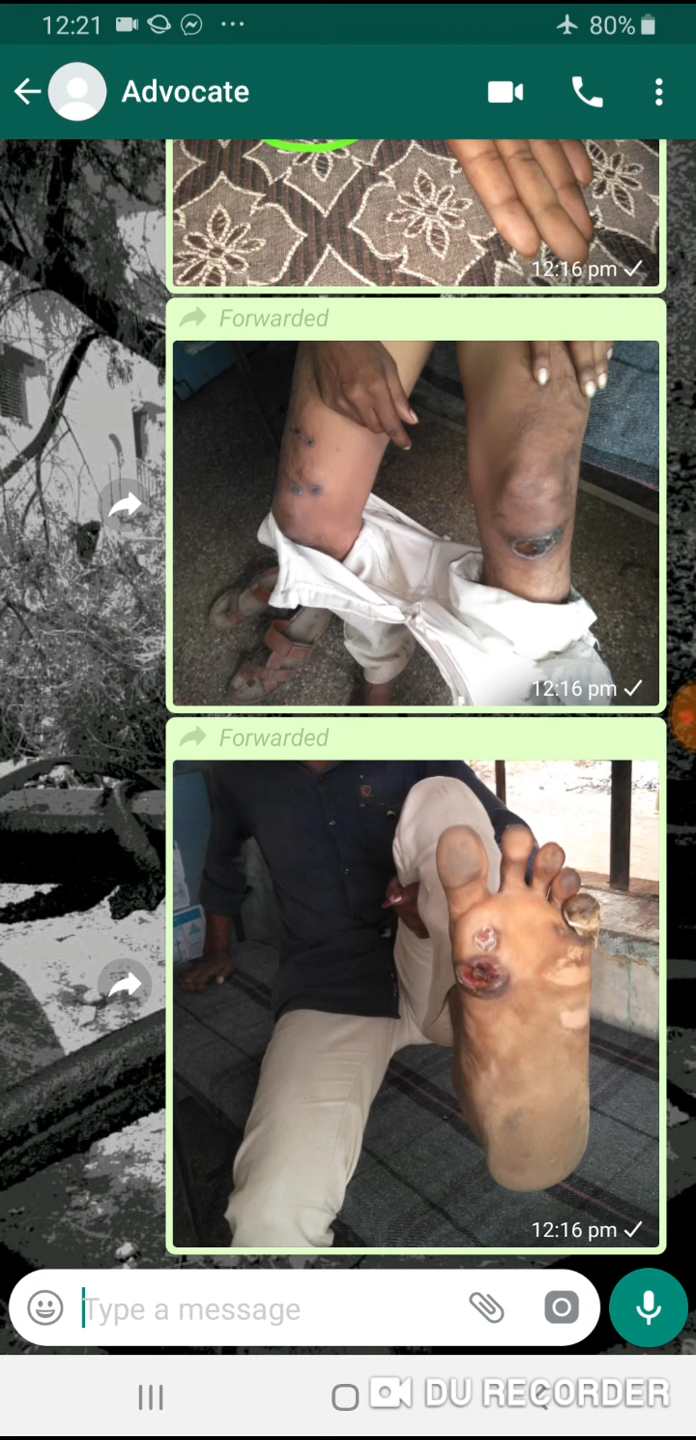 12:21 ... 80%
Advocate
12:16 pm
Forwarded
12:16 pm
Forwarded
12:16 pm
Type a message
DU RECORDER